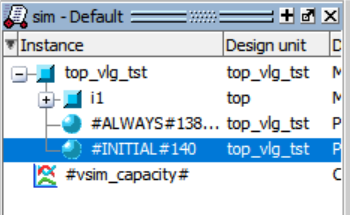 sim - Default
Instance Design unit D
top_vlg_tst top_vlg_tst M
i1 top M
#ALWAYS#138... top_vlg_tst P
#INITIAL#140 top_vlg_tst P
#vsim_capacity# C